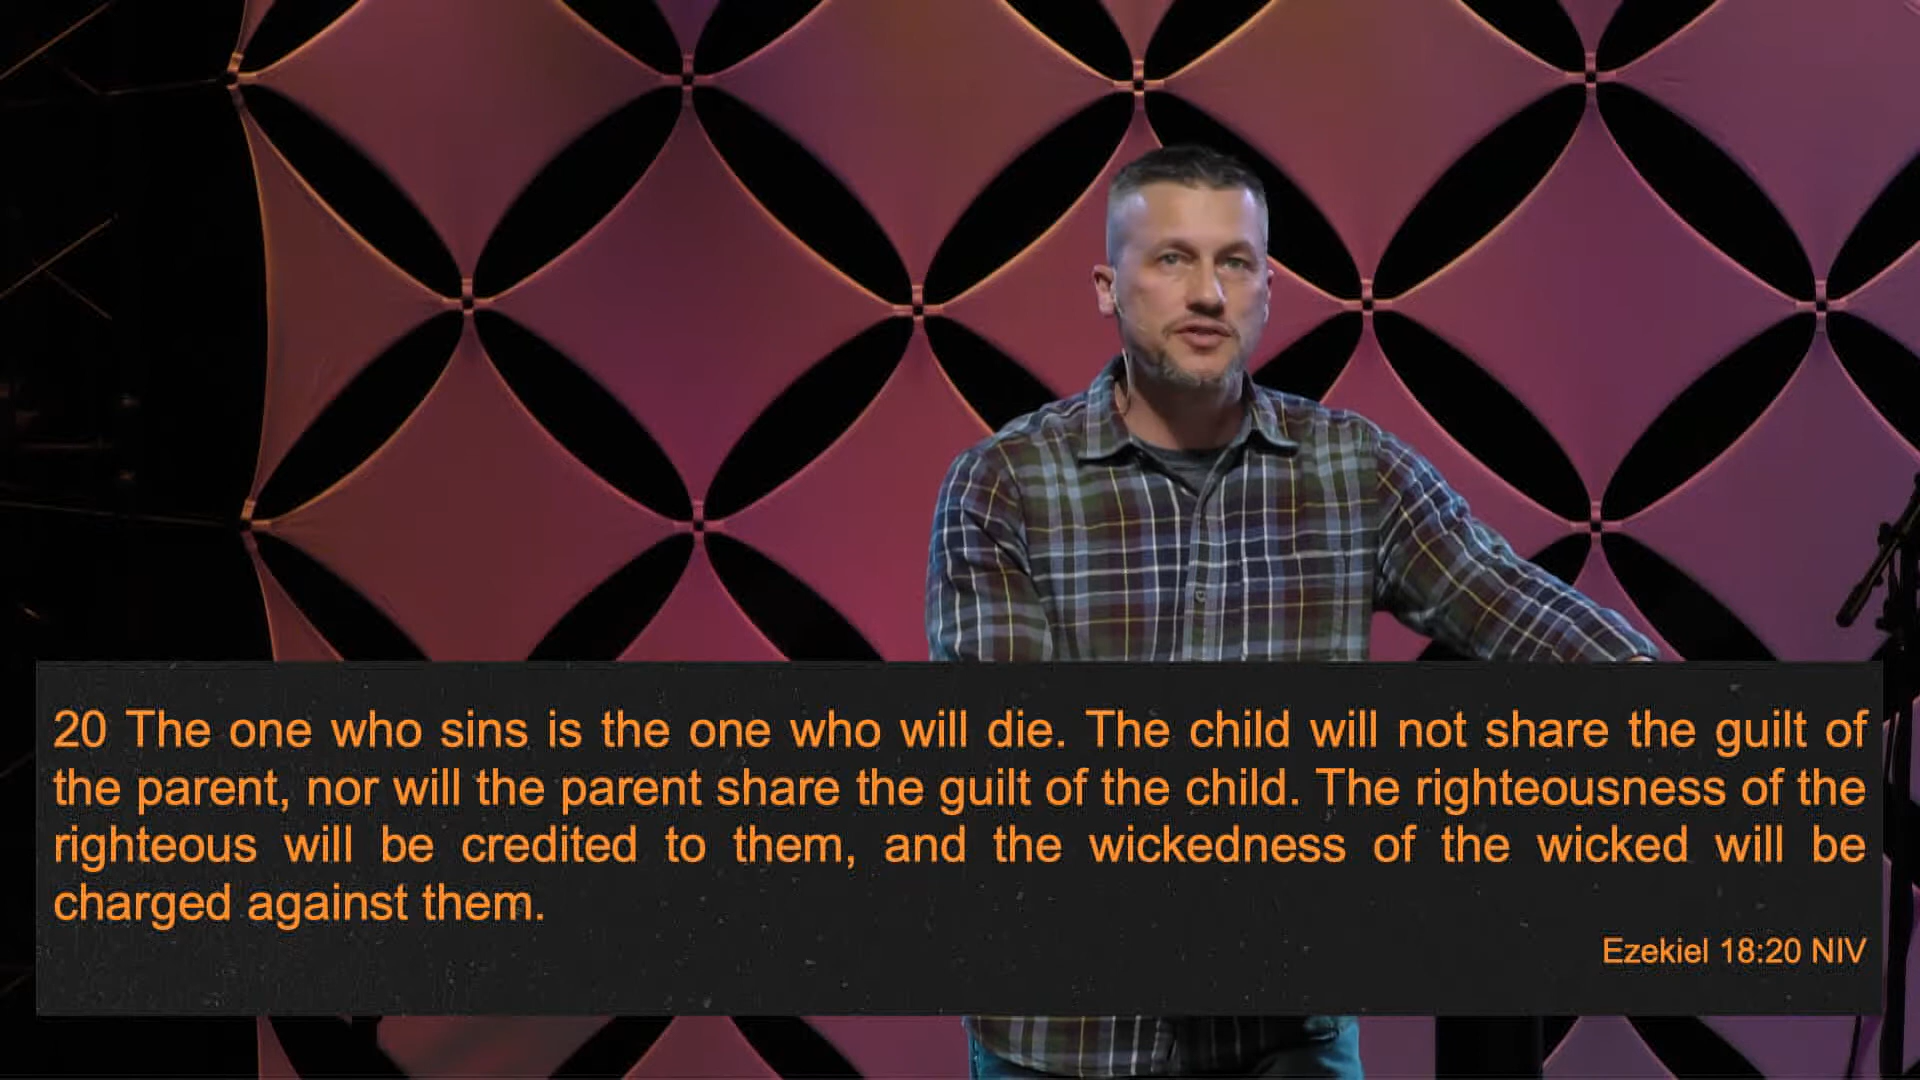 20 The one who sins is the one who will die. The child will not share the guilt of
the parent, nor will the parent share the guilt of the child. The righteousness of the
righteous will be credited to them, and the wickedness of the wicked will be
charged against them.
Ezekiel 18:20 NIV